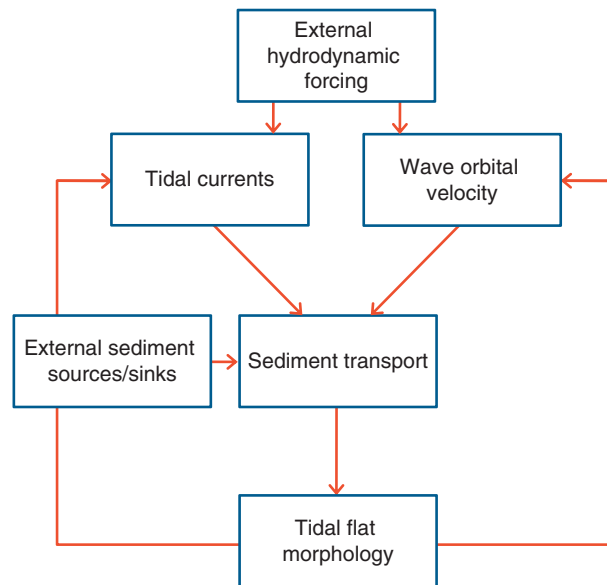 External
hydrodynamic
forcing
Tidal currents
Wave orbital
velocity
External sediment
sources/sinks
Sediment transport
Tidal flat
morphology